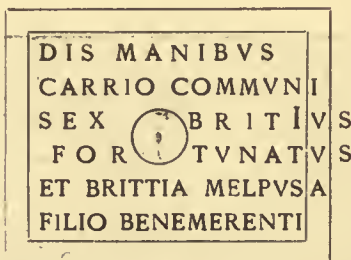 DIS MANIBVS
CARRIO COMMVNI
SEX BRITIVS
FOR TVNATVS
ET BRITTIA MELPVSA
FILIO BENEMERENTI